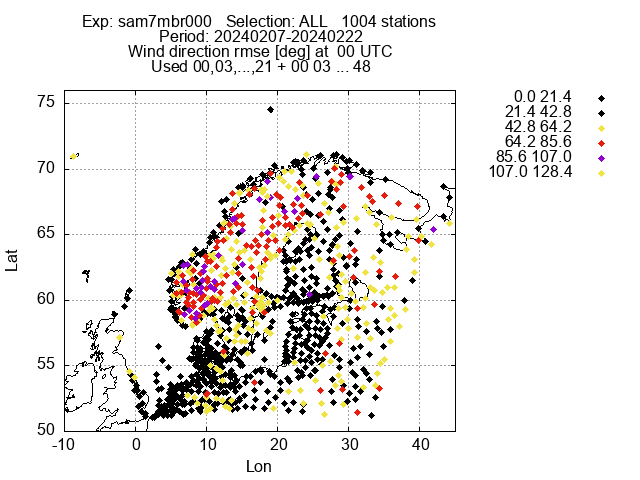 Exp: sam7mbr000 Selection: ALL 1004 stations
Period: 20240207-20240222
Wind direction rmse [deg] at 00 UTC
Used 00,03,...,21 + 00 03 ... 48
0.0 21.4
21.4 42.8
42.8 64.2
64.2 85.6
85.6 107.0
107.0 128.4
75
70
65
60
55
50
Lat
-10 0 10 20 30 40
Lon